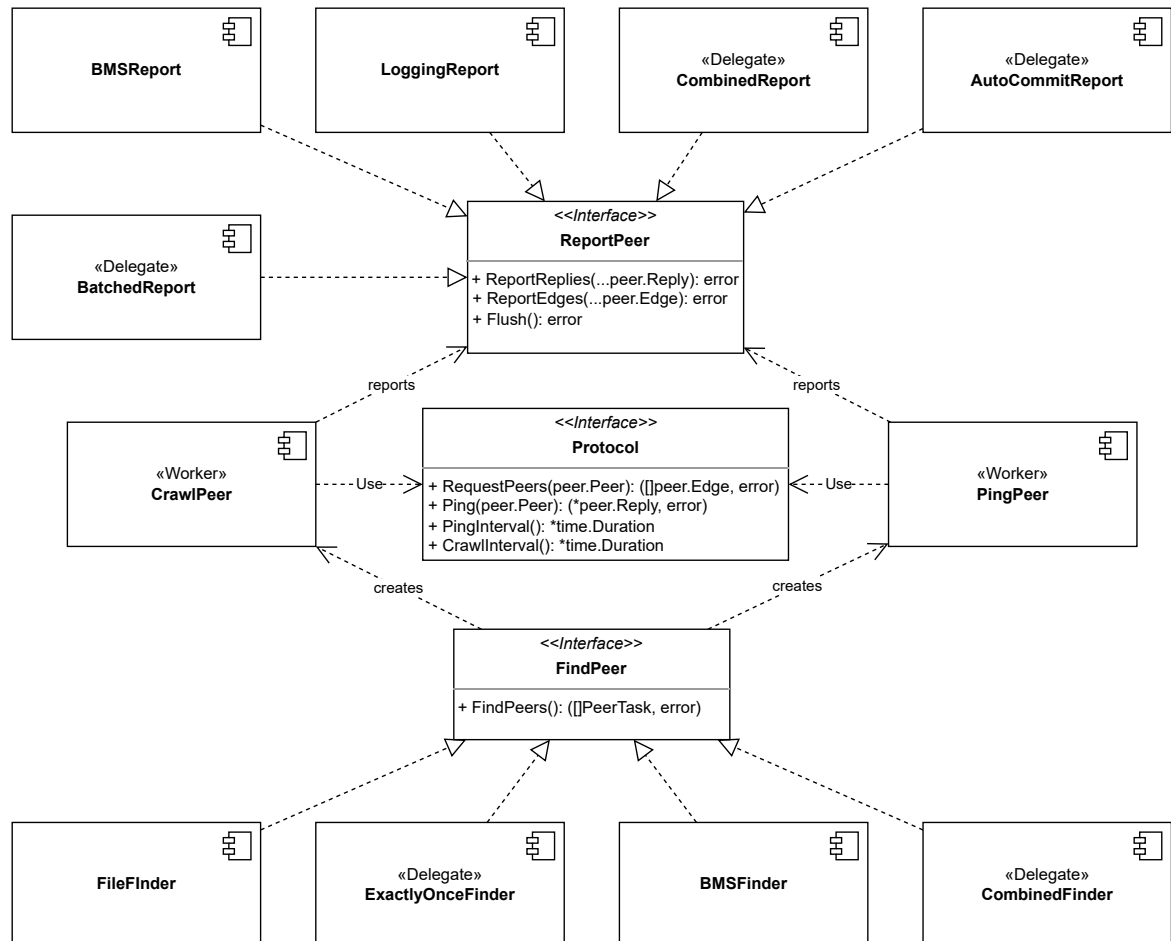 BMSReport
LoggingReport
«Delegate»
CombinedReport
«Delegate»
AutoCommitReport
«Delegate»
BatchedReport
<<Interface>>
ReportPeer
+ ReportReplies(...peer.Reply): error
+ ReportEdges(...peer.Edge): error
+ Flush(): error
reports
reports
«Worker»
CrawlPeer
Use
<<Interface>>
Protocol
+ RequestPeers(peer.Peer): ([]peer.Edge, error)
+ Ping(peer.Peer): (*peer.Reply, error)
+ PingInterval(): *time.Duration
+ CrawlInterval(): *time.Duration
Use
«Worker»
PingPeer
creates
creates
<<Interface>>
FindPeer
+ FindPeers(): ([]PeerTask, error)
FileFInder
«Delegate»
ExactlyOnceFinder
BMSFinder
«Delegate»
CombinedFinder